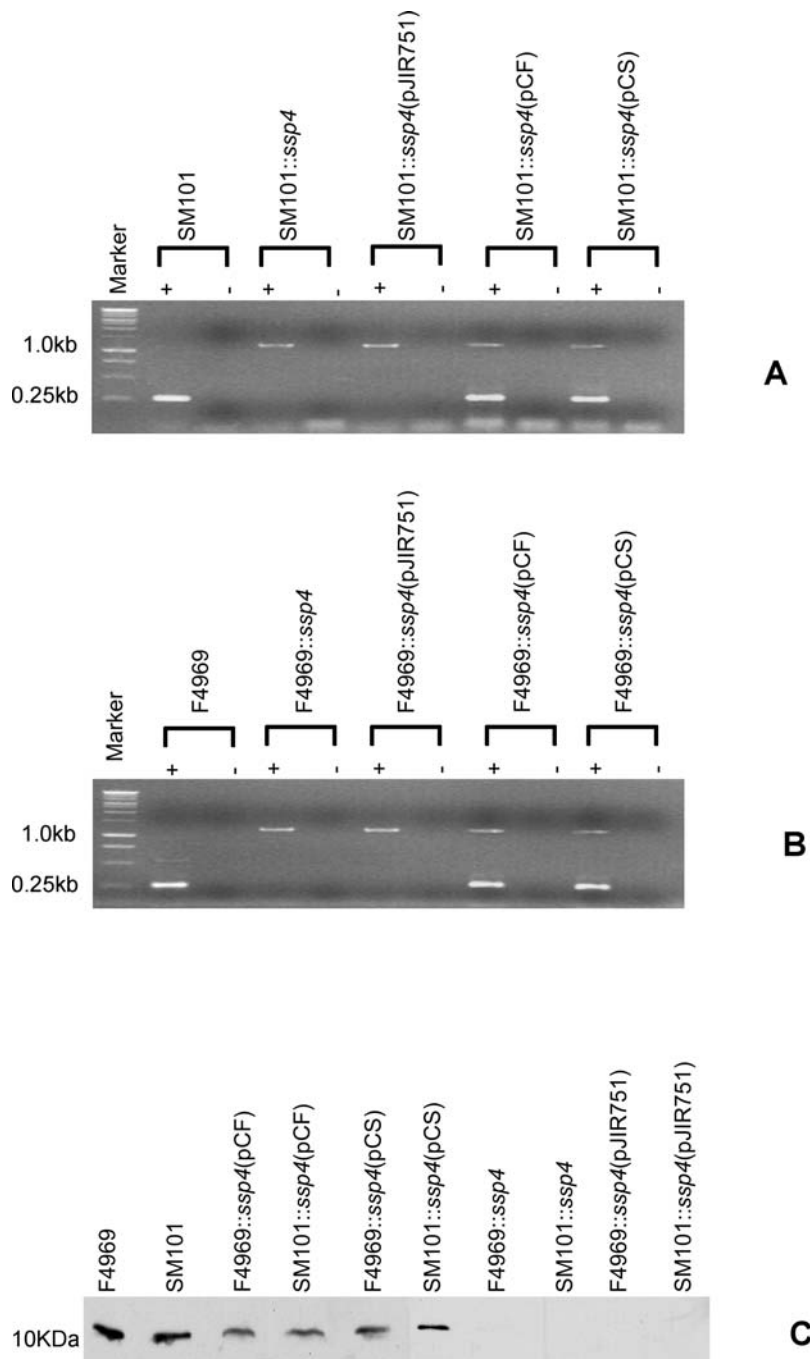 Marker
SM101
SM101::ssp4
SM101::ssp4(pJIR751)
SM101::ssp4(pCF)
SM101::ssp4(pCS)
+ - + - + - + - + -
1.0kb
0.25kb
A
Marker
F4969
F4969::ssp4
F4969::ssp4(pJIR751)
F4969::ssp4(pCF)
F4969::ssp4(pCS)
+ - + - + - + - + -
1.0kb
0.25kb
B
F4969
SM101
F4969::ssp4(pCF)
SM101::ssp4(pCF)
F4969::ssp4(pCS)
SM101::ssp4(pCS)
F4969::ssp4
SM101::ssp4
F4969::ssp4(pJIR751)
SM101::ssp4(pJIR751)
10KDa
C